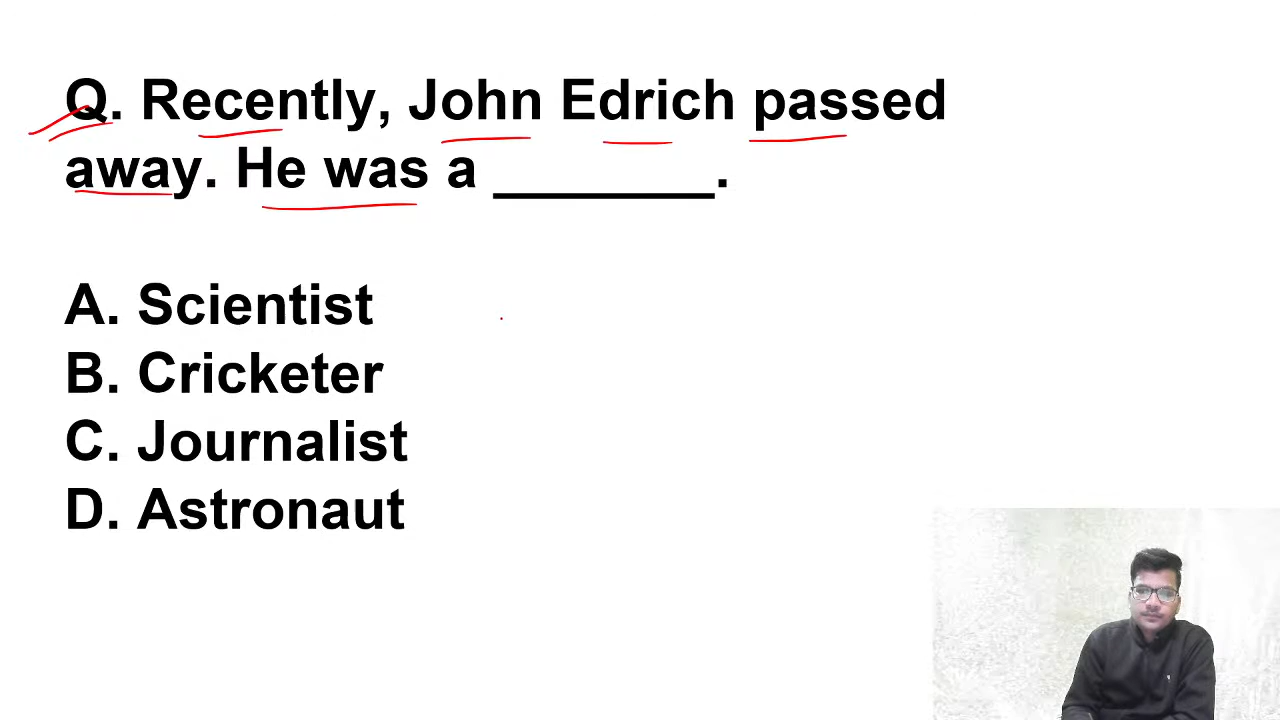 Q. Recently, John Edrich passed
away. He was a ________.
A. Scientist
B. Cricketer
C. Journalist
D. Astronaut